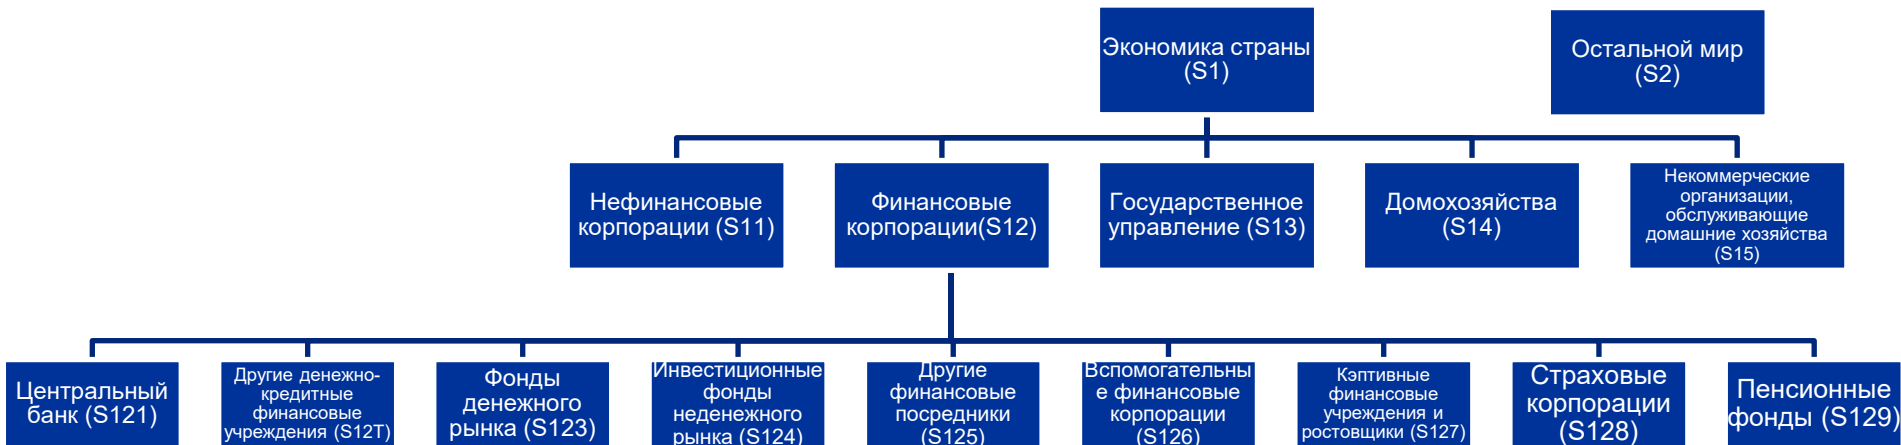 Экономика страны
(S1)
Остальной мир
(S2)
Нефинансовые
корпорации (S11)
Финансовые
корпорации(S12)
Государственное
управление (S13)
Домохозяйства
(S14)
Некоммерческие
организации,
обслуживающие
домашние хозяйства
(S15)
Центральный
банк (S121)
Другие денежно-
кредитные
финансовые
учреждения (S12T)
Фонды
денежного
рынка (S123)
Инвестиционные
фонды
неденежного
рынка (S124)
Другие
финансовые
посредники
(S125)
Вспомогательны
е финансовые
корпорации
(S126)
Кэптивные
финансовые
учреждения и
ростовщики (S127)
Страховые
корпорации
(S128)
Пенсионные
фонды (S129)